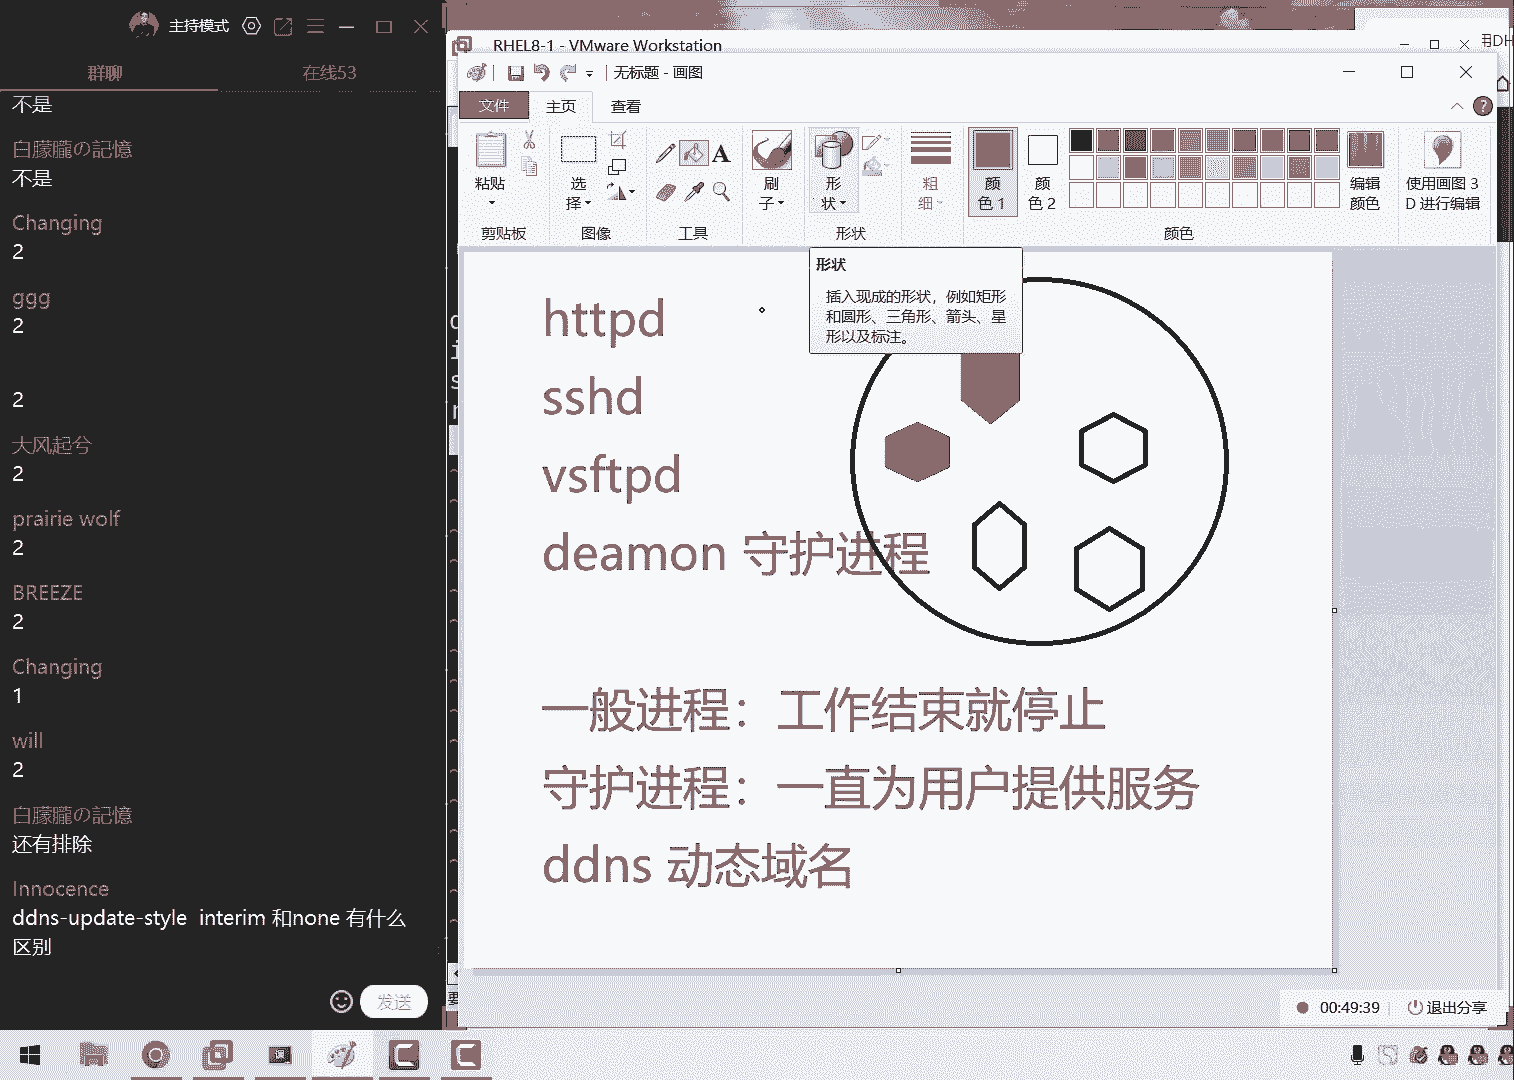 主持模式
群聊
在线53
不是
白朦朧の記憶
不是
Changing
2
ggg
2
2
大风起兮
2
prairie wolf
2
BREEZE
2
Changing
1
will
2
白朦朧の記憶
还有排除
Innocence
ddns-update-style interim 和none 有什么
区别
发送
RHEL8-1 - VMware Workstation
用DH
无标题 - 画图
文件
主页
查看
粘贴
选
择
A
刷
子
形
状
粗
细
颜
色 1
颜
色 2
编辑
颜色
使用画图 3
D 进行编辑
剪贴板
图像
工具
形状
颜色
形状
插入现成的形状，例如矩形
和圆形、三角形、箭头、星
形以及标注。
httpd
sshd
vsftpd
deamon 守护进程
一般进程：工作结束就停止
守护进程：一直为用户提供服务
ddns 动态域名
00:49:39
退出分享